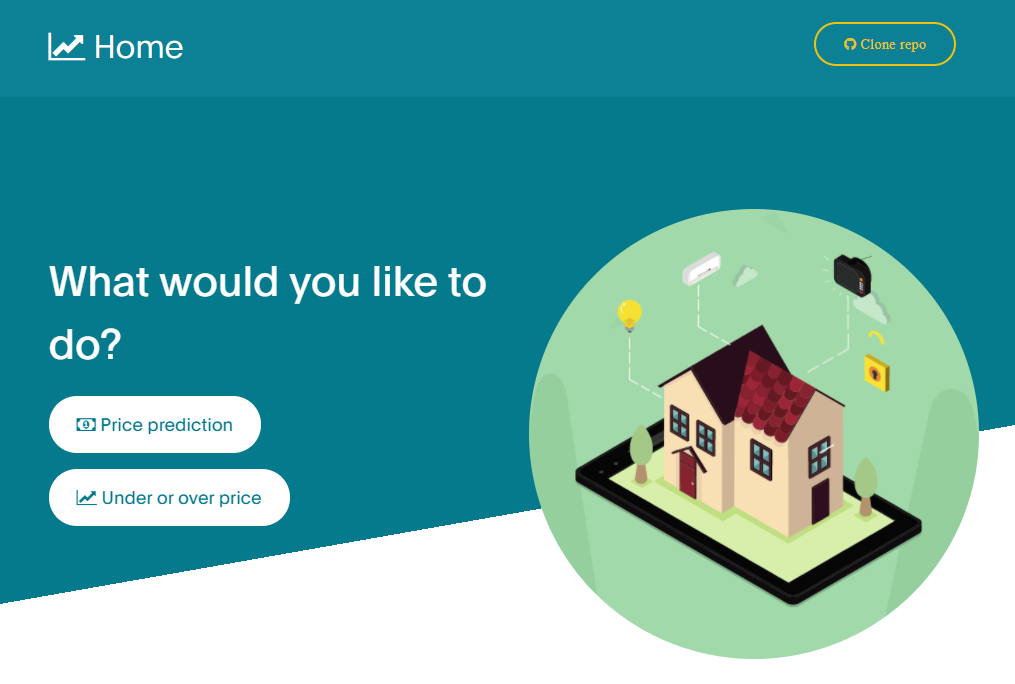 Home
Clone repo
What would you like to
do?
Price prediction
Under or over price